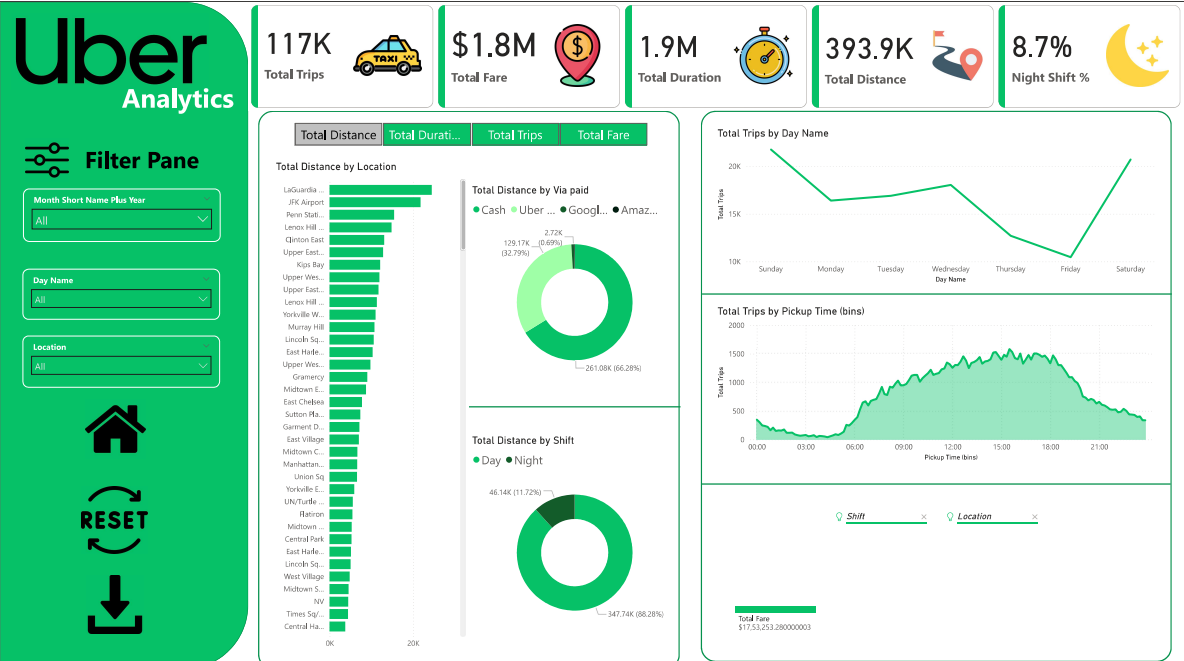 Uber
Analytics
Filter Pane
Month Short Name Plus Year
All
Day Name
All
Location
All
RESET
117K
Total Trips
TAXI
$1.8M
Total Fare
$
1.9M
Total Duration
393.9K
Total Distance
8.7%
Night Shift %
Total Distance
Total Durati...
Total Trips
Total Fare
Total Distance by Location
LaGuardia ...
JFK Airport
Penn Stati...
Lenox Hill ...
Clinton East
Upper East...
Kips Bay
Upper Wes...
Upper East...
Lenox Hill ...
Yorkville W...
Murray Hill
Lincoln Sq...
East Harle...
Upper Wes...
Gramercy
Midtown E...
East Chelsea
Sutton Pla...
Garment D...
East Village
Midtown C...
Manhattan...
Union Sq
Yorkville E...
UN/Turtle ...
Flatiron
Midtown ...
Central Park
East Harle...
Lincoln Sq...
West Village
Midtown S...
NV
Times Sq/...
Central Ha...
0K 20K
Total Distance by Via paid
Cash Uber ... Googl... Amaz...
2.72K
(0.69%)
129.17K
(32.79%)
261.08K (66.28%)
Total Distance by Shift
Day Night
46.14K (11.72%)
347.74K (88.28%)
Total Trips by Day Name
Total Trips
20K
15K
10K
Sunday Monday Tuesday Wednesday Thursday Friday Saturday
Day Name
Total Trips by Pickup Time (bins)
Total Trips
2000
1500
1000
500
0
00:00 03:00 06:00 09:00 12:00 15:00 18:00 21:00
Pickup Time (bins)
Shift
Location
Total Fare
$17,53,253.280000003